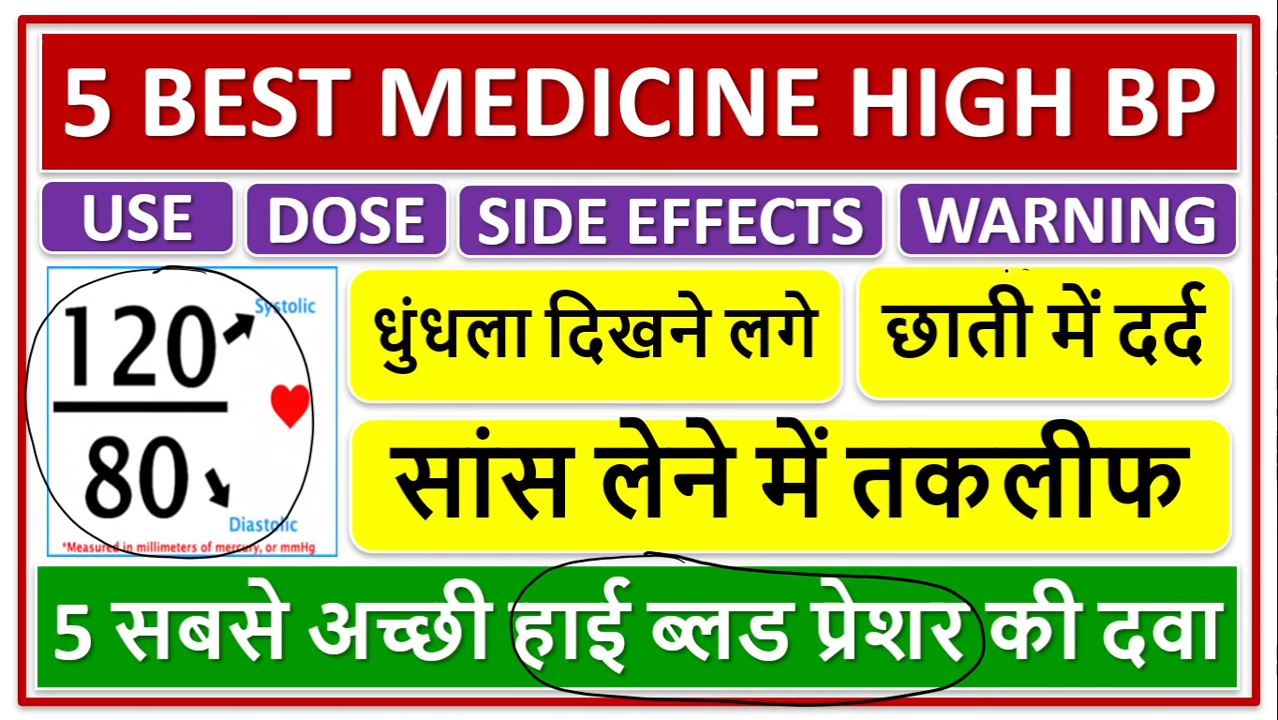 5 BEST MEDICINE HIGH BP
USE DOSE SIDE EFFECTS WARNING
120 Systolic
80
Diastolic
*Measured in millimeters of mercury, or mmHg
धुंधला दिखने लगे
छाती में दर्द
सांस लेने में तकलीफ
5 सबसे अच्छी हाई ब्लड प्रेशर की दवा